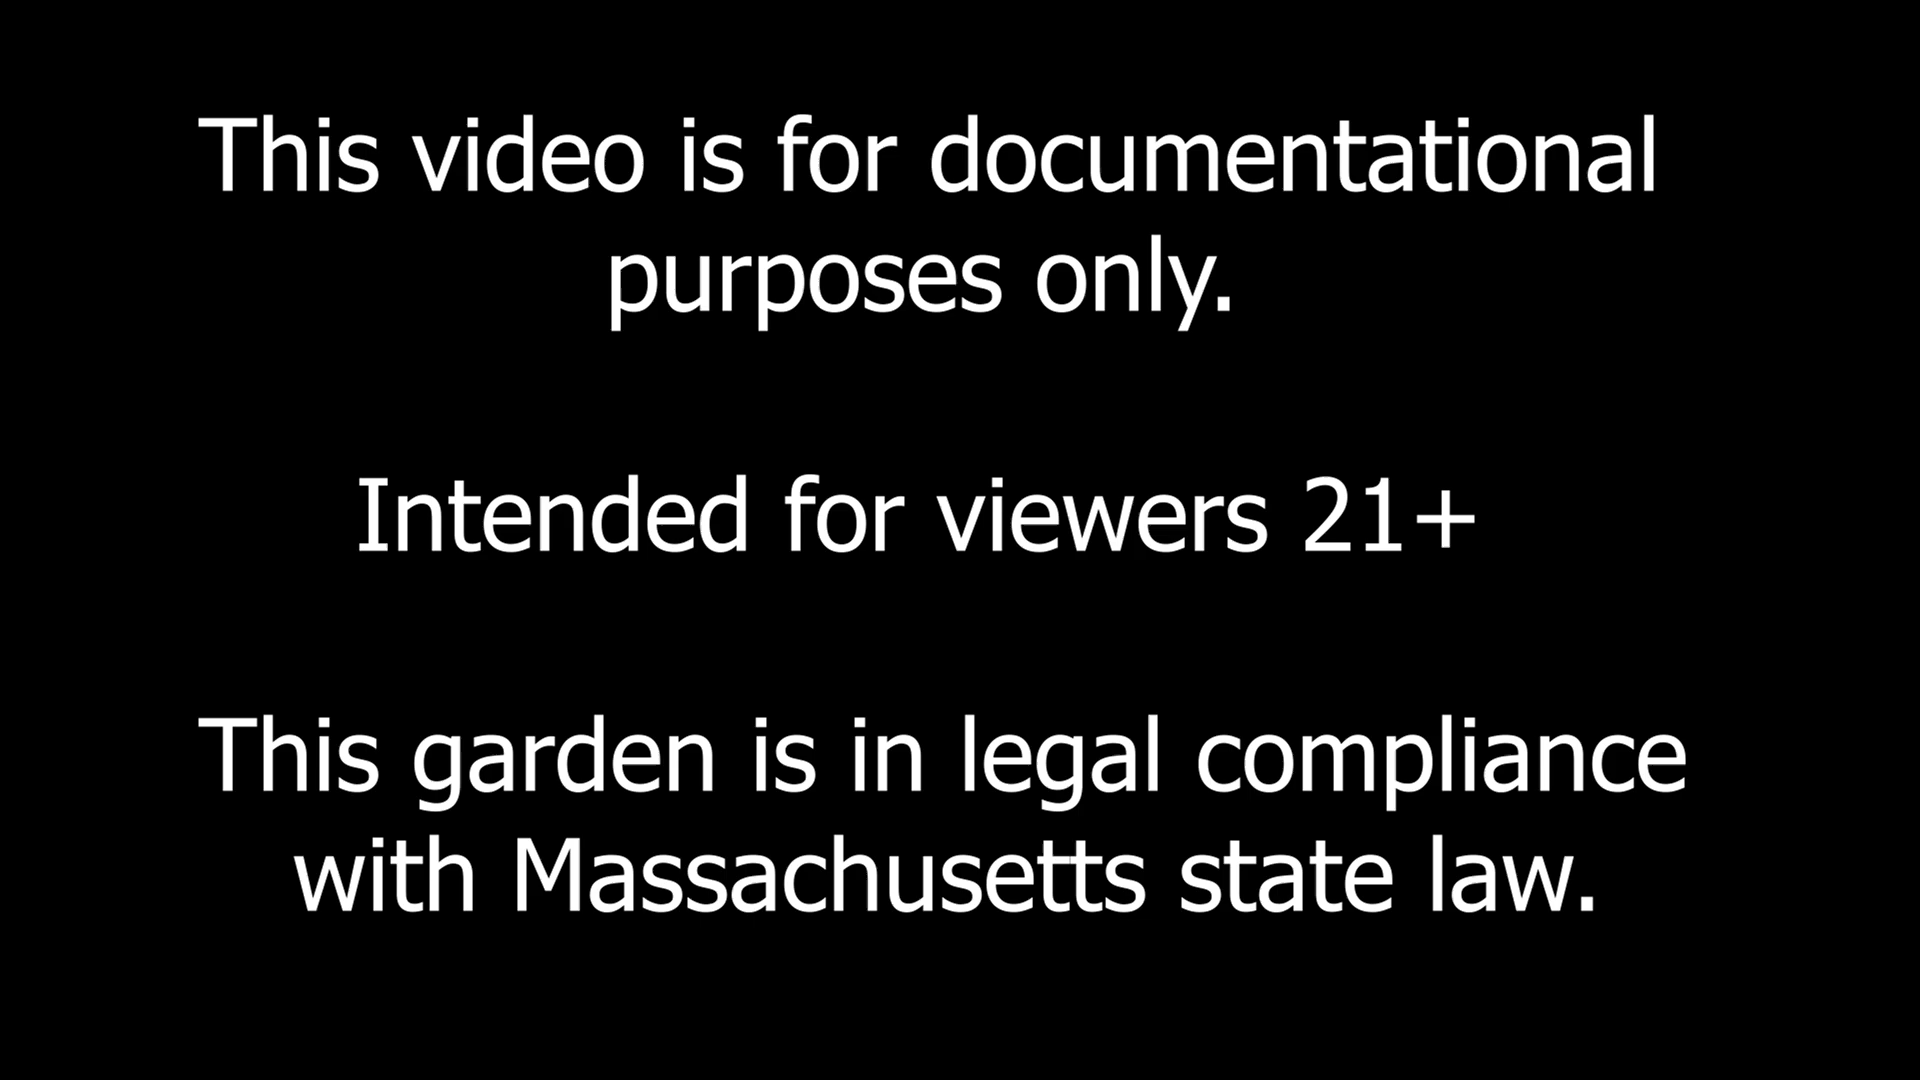 This video is for documentational
purposes only.
Intended for viewers 21+
This garden is in legal compliance
with Massachusetts state law.